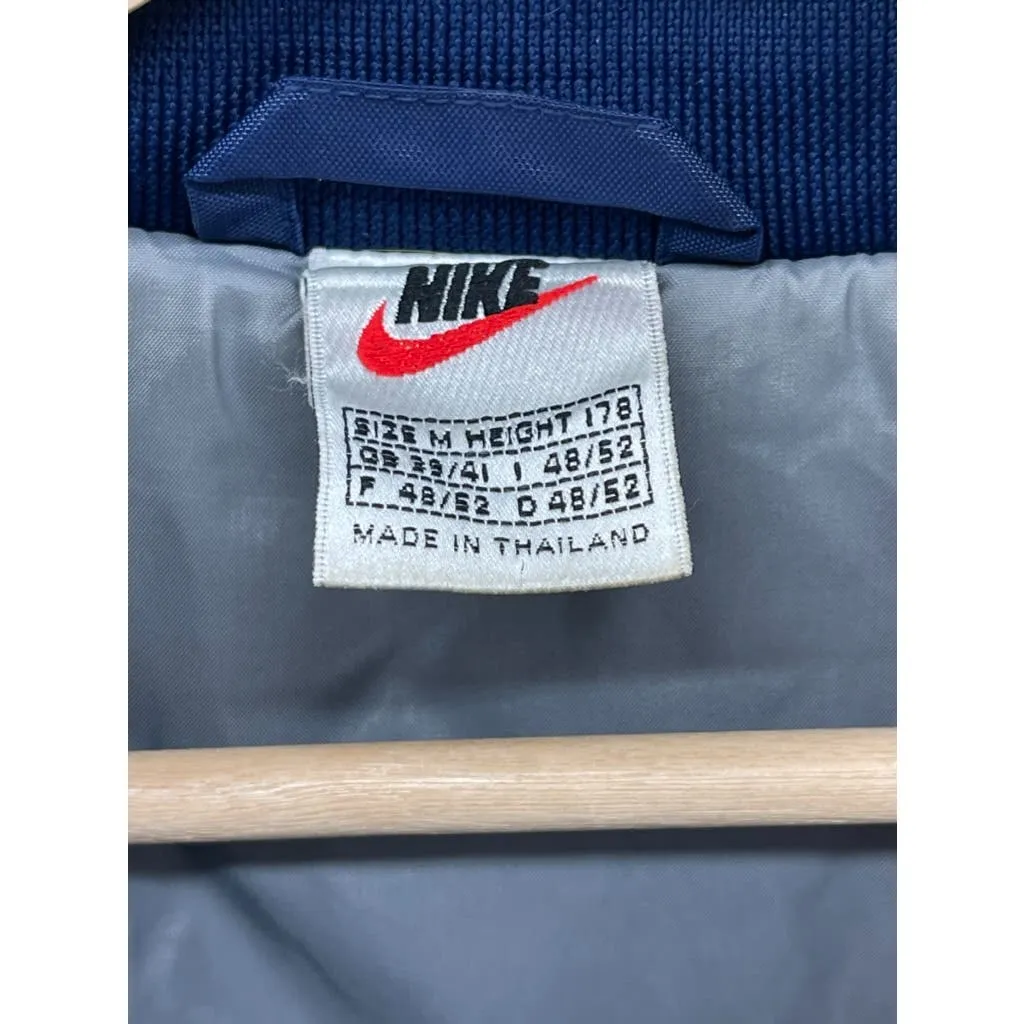 NIKE
SIZE M HEIGHT 178
GB 39/41 I 48/52
F 48/52 D 48/52
MADE IN THAILAND